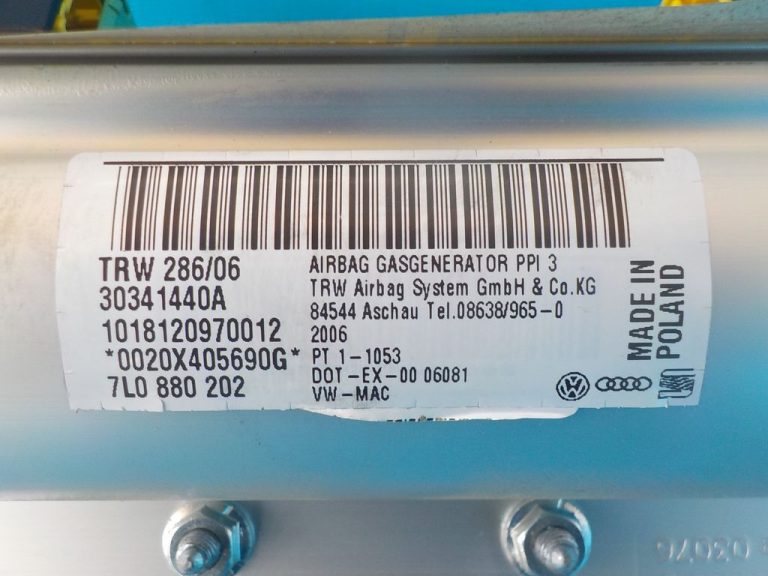 TRW 286/06
30341440A
1018120970012
*0020X405690G*
7L0 880 202
AIRBAG GASGENERATOR PPI 3
TRW Airbag System GmbH & Co.KG
84544 Aschau Tel.08638/965-0
2006
PT 1-1053
DOT-EX-00 06081
VW-MAC
MADE IN
POLAND